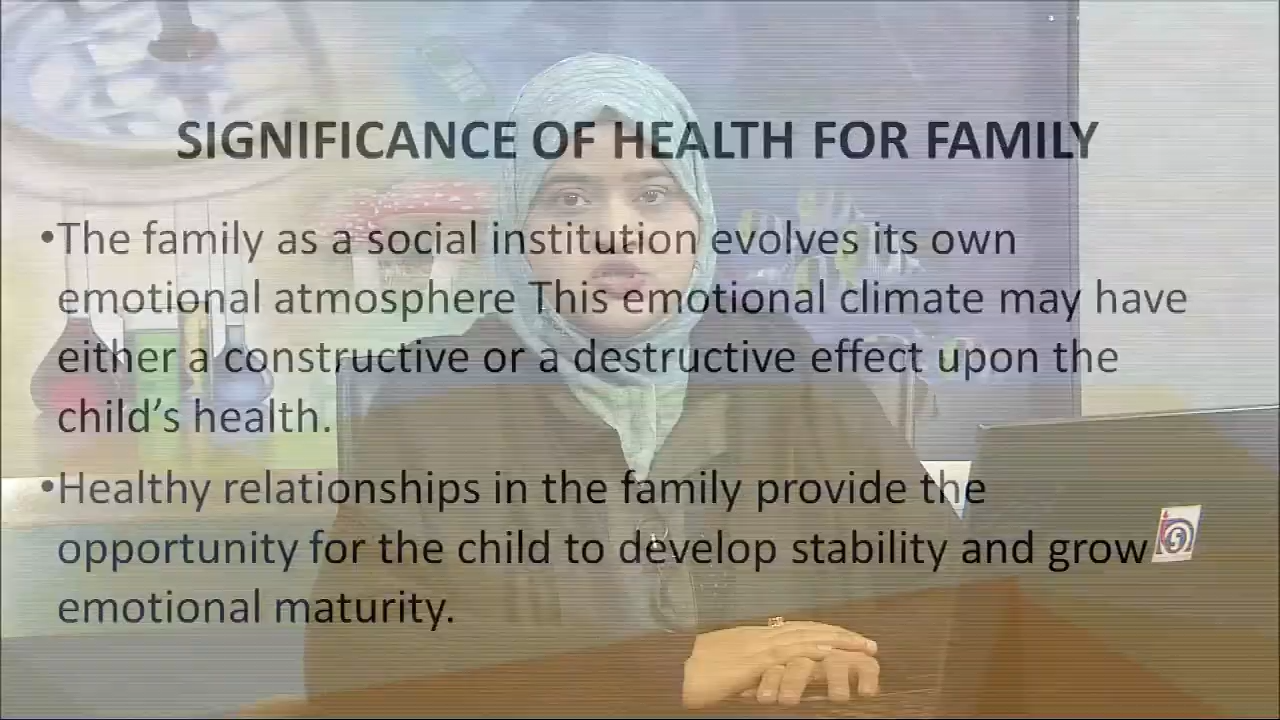 SIGNIFICANCE OF HEALTH FOR FAMILY
•The family as a social institution evolves its own
emotional atmosphere This emotional climate may have
either a constructive or a destructive effect upon the
child's health.
•Healthy relationships in the family provide the
opportunity for the child to develop stability and grow
emotional maturity.